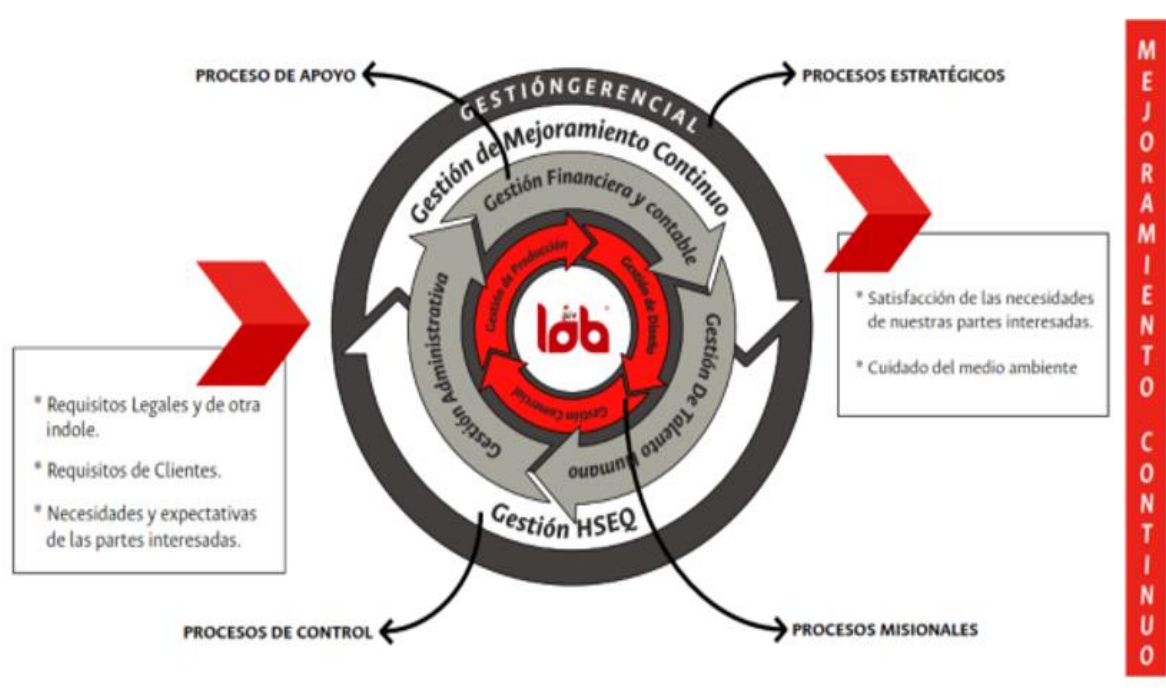 PROCESO DE APOYO
PROCESOS ESTRATÉGICOS
GESTIÓNGERENCIAL
Gestión de Mejoramiento Continuo
Gestión Financiera y contable
Gestión De Talento Humano
Gestión Administrativa
Gestión de Producción
Gestión de Diseño
Gestión Comercial
lab
Gestión HSEQ
* Requisitos Legales y de otra
indole.
* Requisitos de Clientes.
* Necesidades y expectativas
de las partes interesadas.
* Satisfacción de las necesidades
de nuestras partes interesadas.
* Cuidado del medio ambiente
PROCESOS DE CONTROL
PROCESOS MISIONALES
MEJORAMIENTO CONTINUO